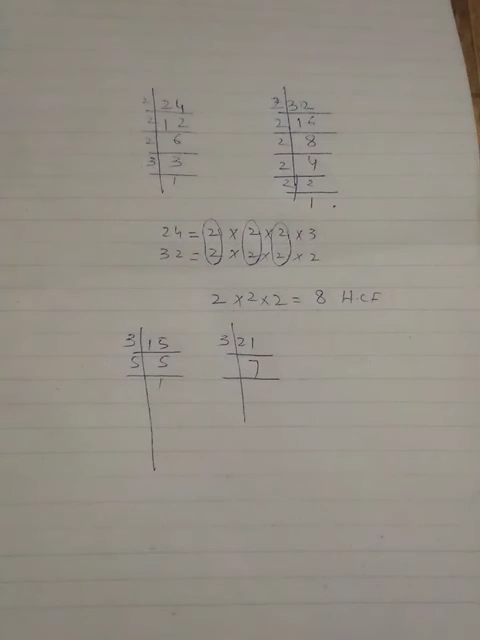 2 24 2 32
2 12 2 16
2 6 2 8
3 3 2 4
1 2 2
1 .
24 = 2 × 2 × 2 × 3
32 = 2 × 2 × 2 × 2
2 × 2 × 2 = 8 H.C.F
3 15 3 21
5 5 7
1